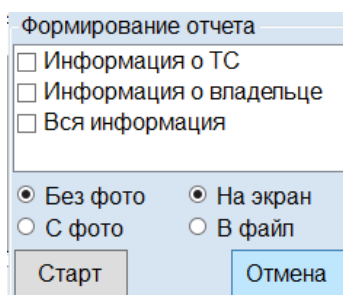 Формирование отчета
Информация о ТС
Информация о владельце
Вся информация
Без фото На экран
С фото В файл
Старт Отмена